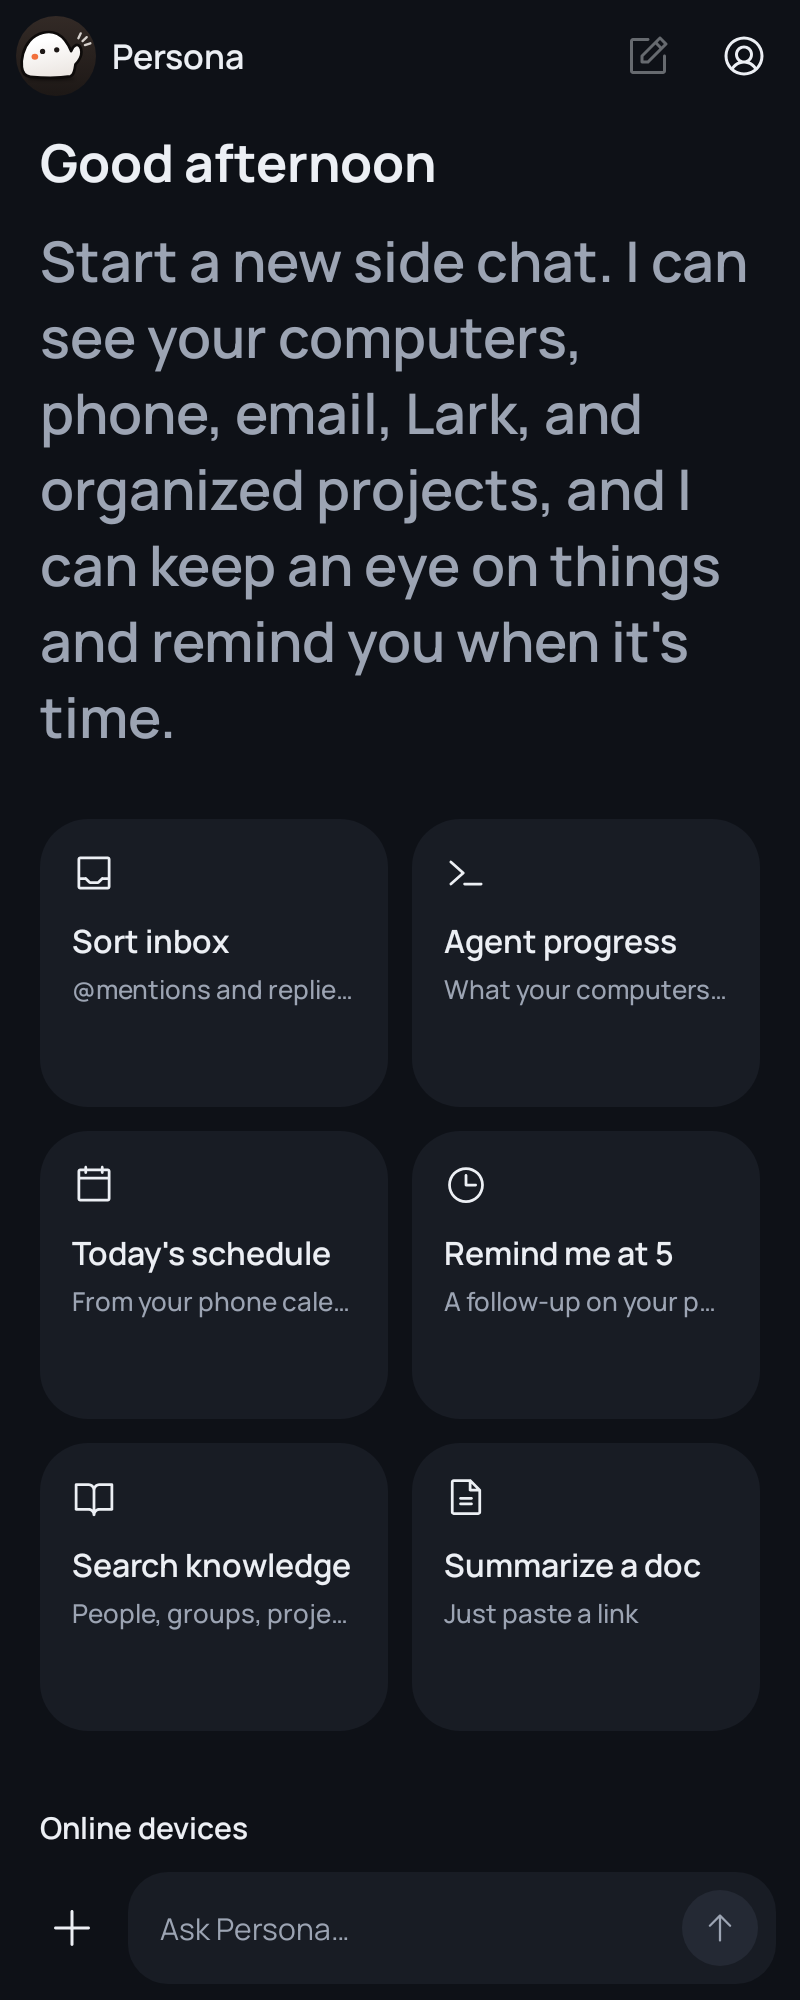 Persona
Good afternoon
Start a new side chat. I can
see your computers,
phone, email, Lark, and
organized projects, and I
can keep an eye on things
and remind you when it's
time.
Sort inbox
@mentions and replie...
Agent progress
What your computers...
Today's schedule
From your phone cale...
Remind me at 5
A follow-up on your p...
Search knowledge
People, groups, proje...
Summarize a doc
Just paste a link
Online devices
Ask Persona...